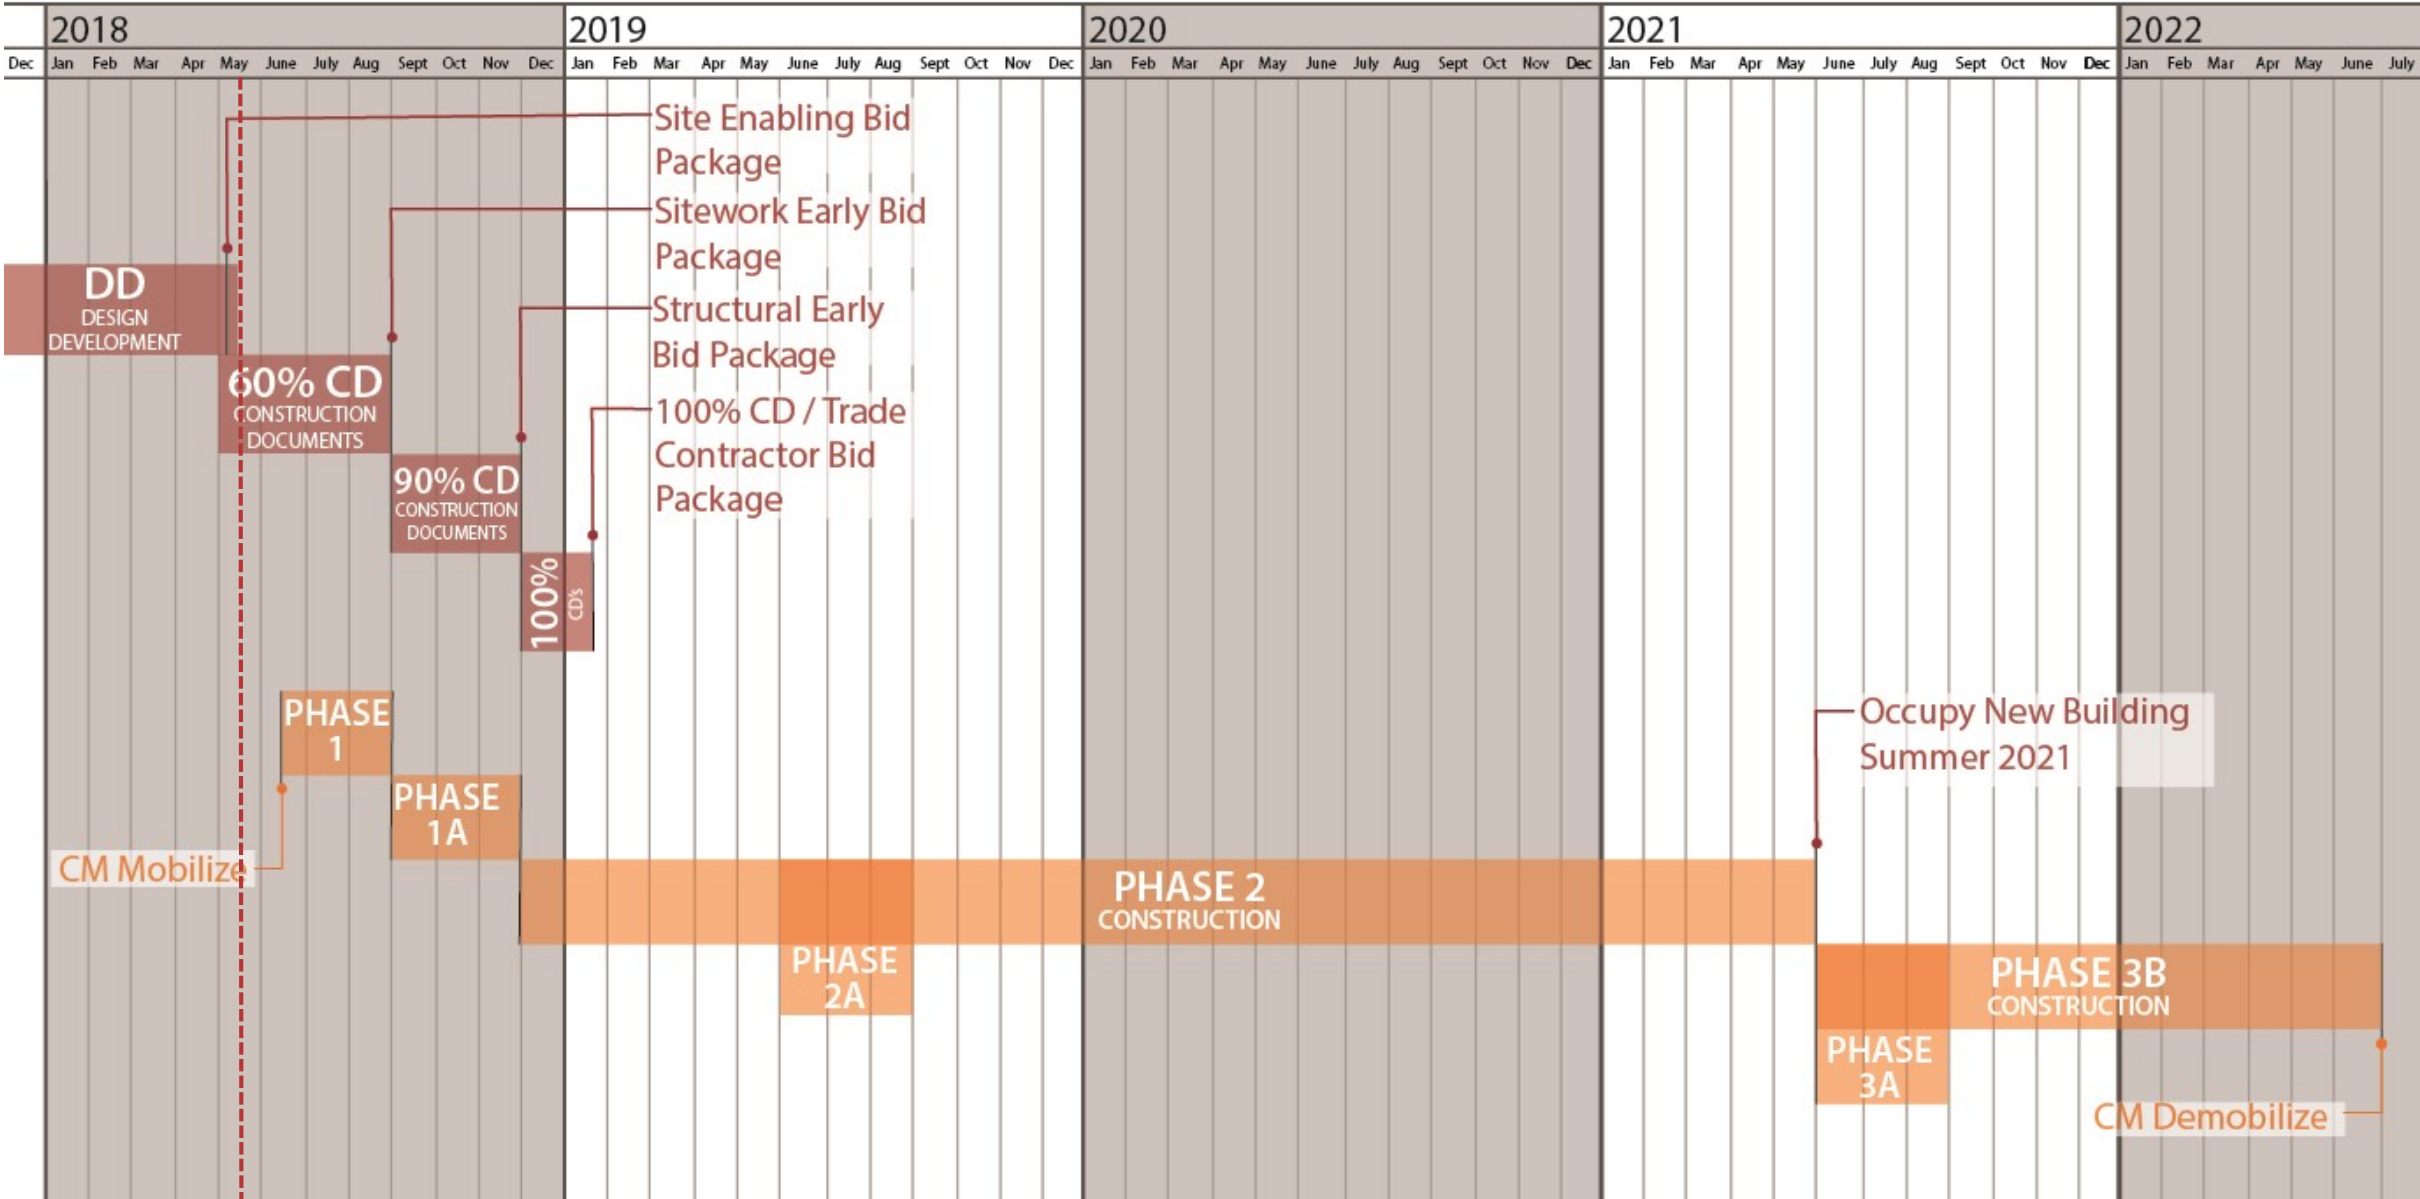 2018 2019 2020 2021 2022
Dec Jan Feb Mar Apr May June July Aug Sept Oct Nov Dec Jan Feb Mar Apr May June July Aug Sept Oct Nov Dec Jan Feb Mar Apr May June July Aug Sept Oct Nov Dec Jan Feb Mar Apr May June July Aug Sept Oct Nov Dec Jan Feb Mar Apr May June July
Site Enabling Bid
Package
Sitework Early Bid
Package
DD
DESIGN
DEVELOPMENT
Structural Early
Bid Package
60% CD
CONSTRUCTION
DOCUMENTS
100% CD / Trade
Contractor Bid
Package
90% CD
CONSTRUCTION
DOCUMENTS
100%
CD's
PHASE
1
Occupy New Building
Summer 2021
PHASE
1A
CM Mobilize
PHASE 2
CONSTRUCTION
PHASE
2A
PHASE 3B
CONSTRUCTION
PHASE
3A
CM Demobilize